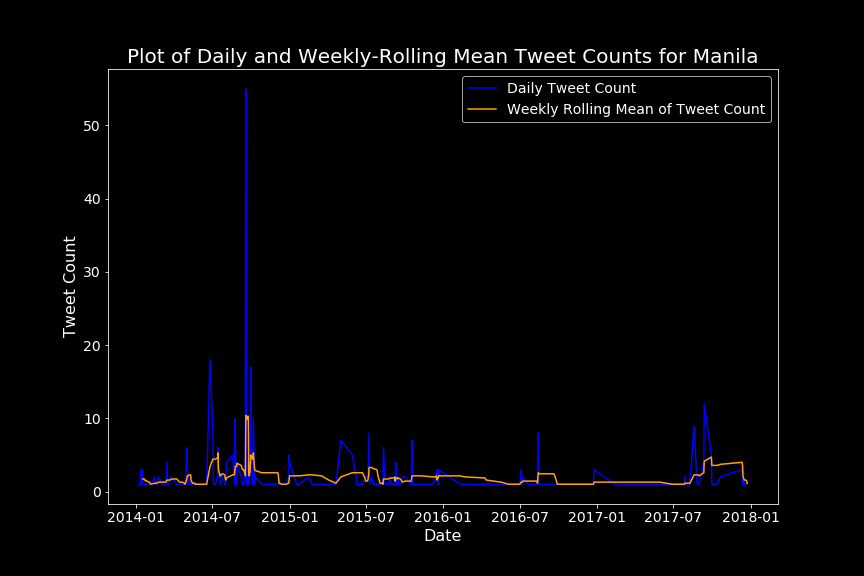 Plot of Daily and Weekly-Rolling Mean Tweet Counts for Manila
Daily Tweet Count
Weekly Rolling Mean of Tweet Count
Tweet Count
50
40
30
20
10
0
2014-01 2014-07 2015-01 2015-07 2016-01 2016-07 2017-01 2017-07 2018-01
Date